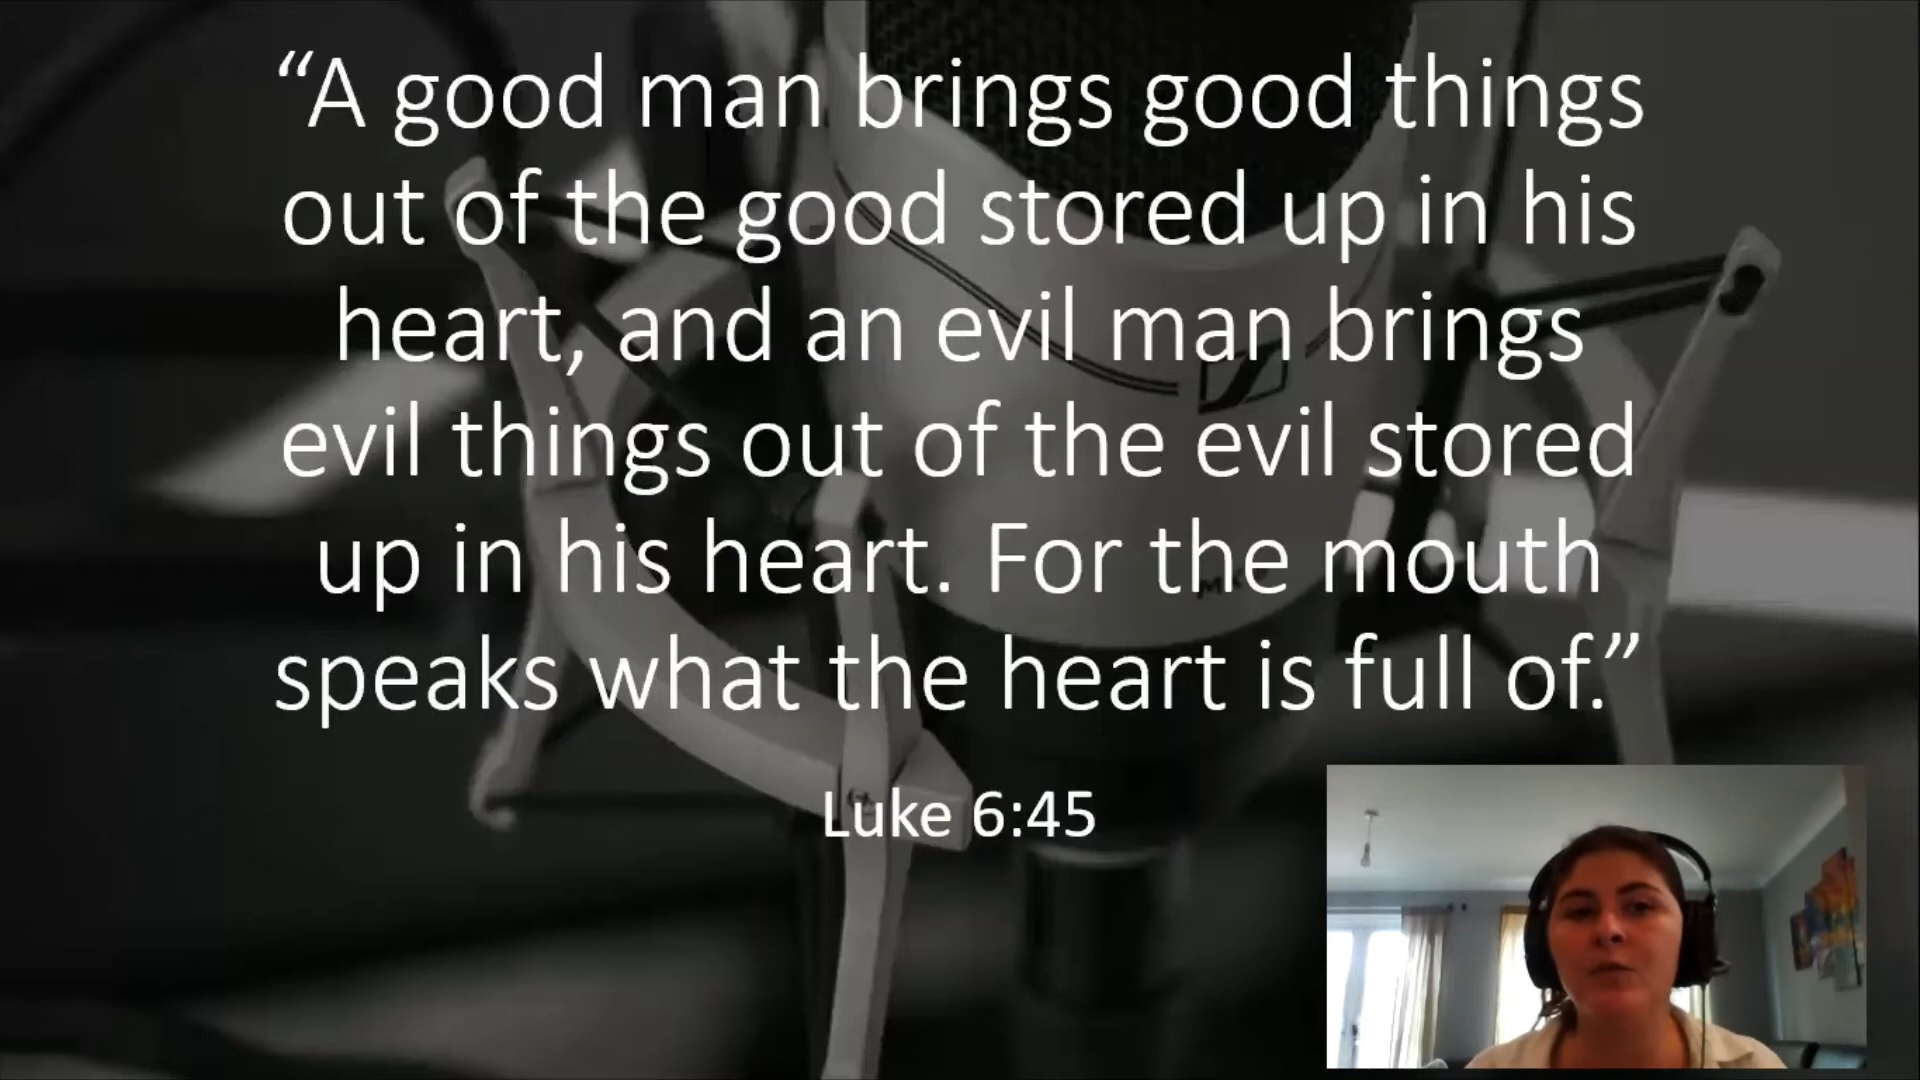 “A good man brings good things
out of the good stored up in his
heart, and an evil man brings
evil things out of the evil stored
up in his heart. For the mouth
speaks what the heart is full of.”
Luke 6:45